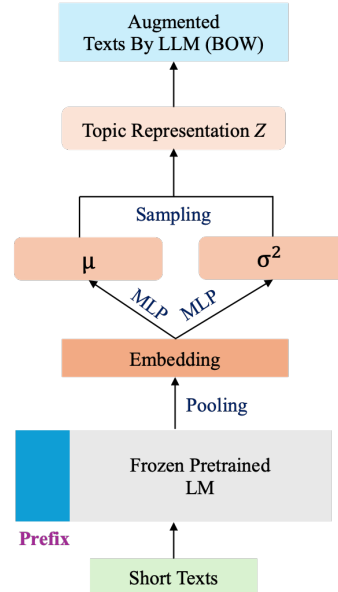 Augmented
Texts By LLM (BOW)
Topic Representation Z
Sampling
μ
σ²
MLP
MLP
Embedding
Pooling
Frozen Pretrained
LM
Prefix
Short Texts